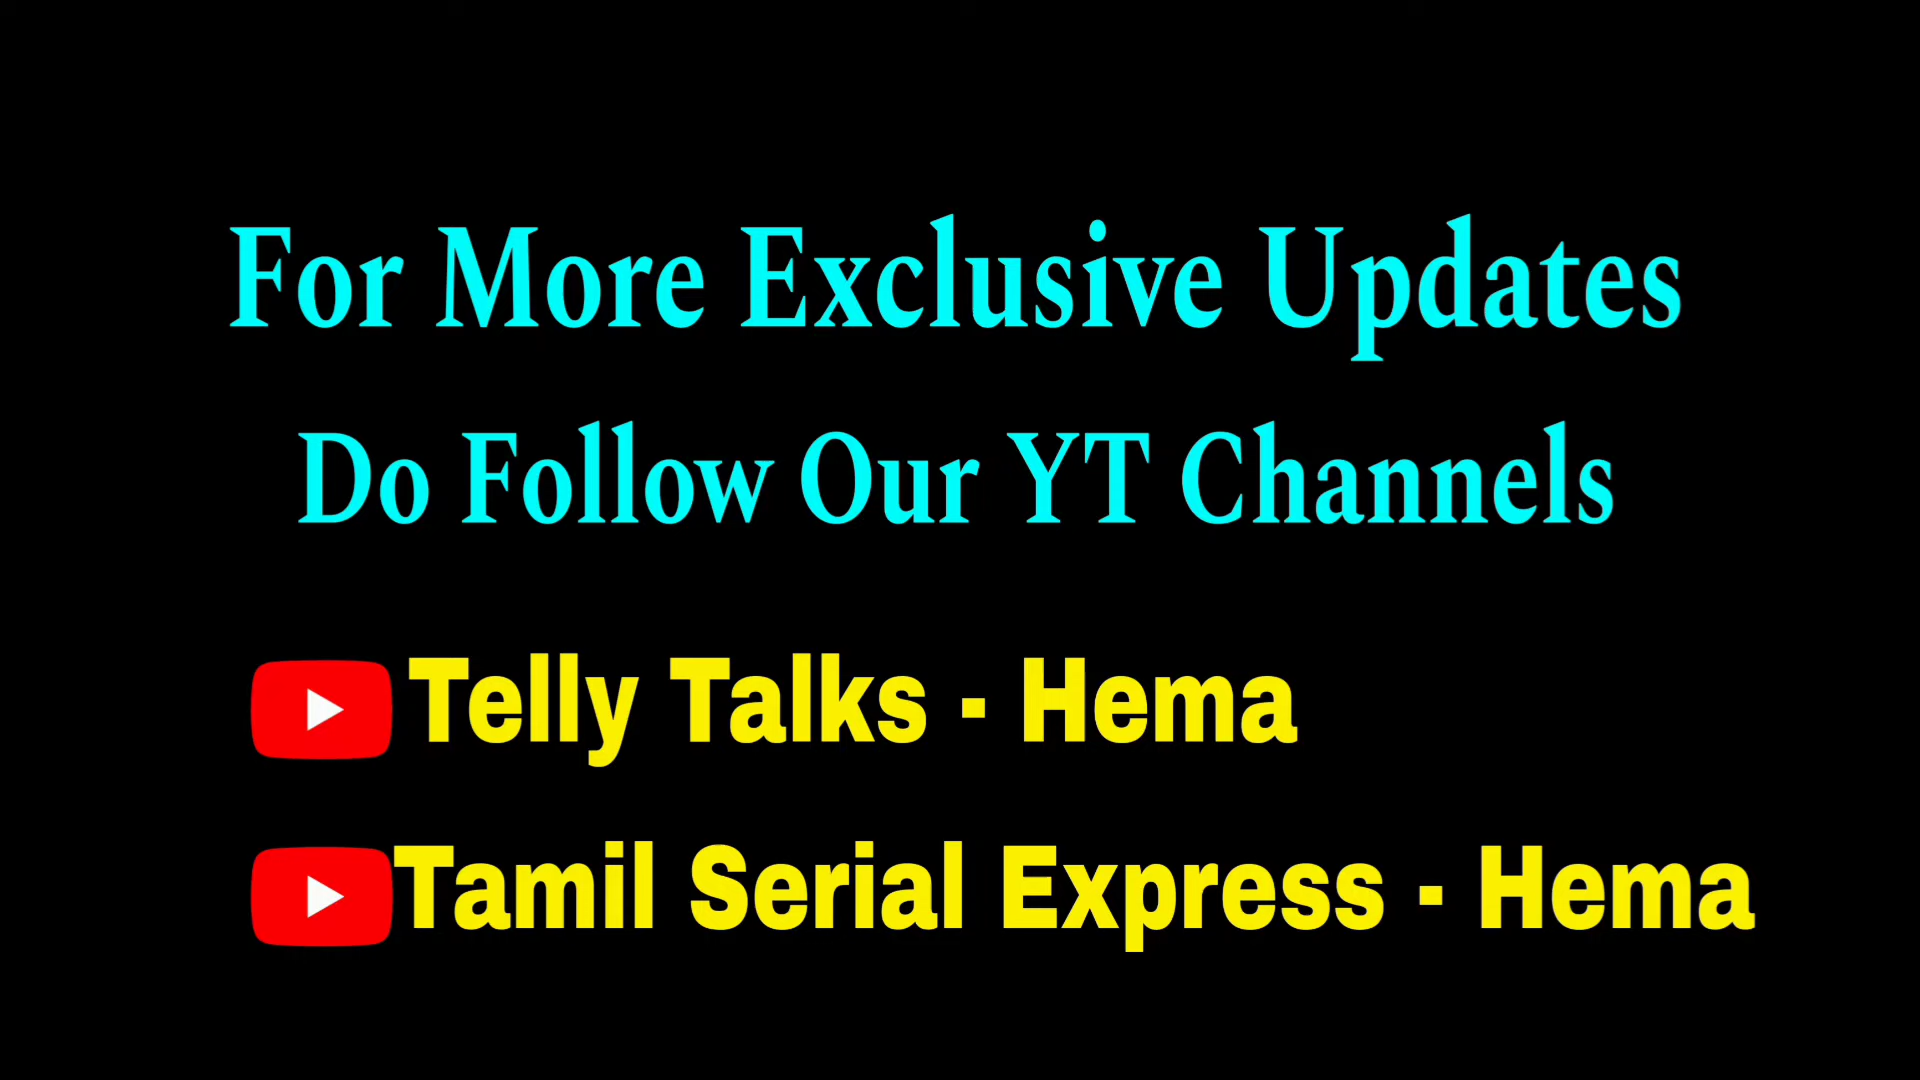 For More Exclusive Updates
Do Follow Our YT Channels
Telly Talks - Hema
Tamil Serial Express - Hema